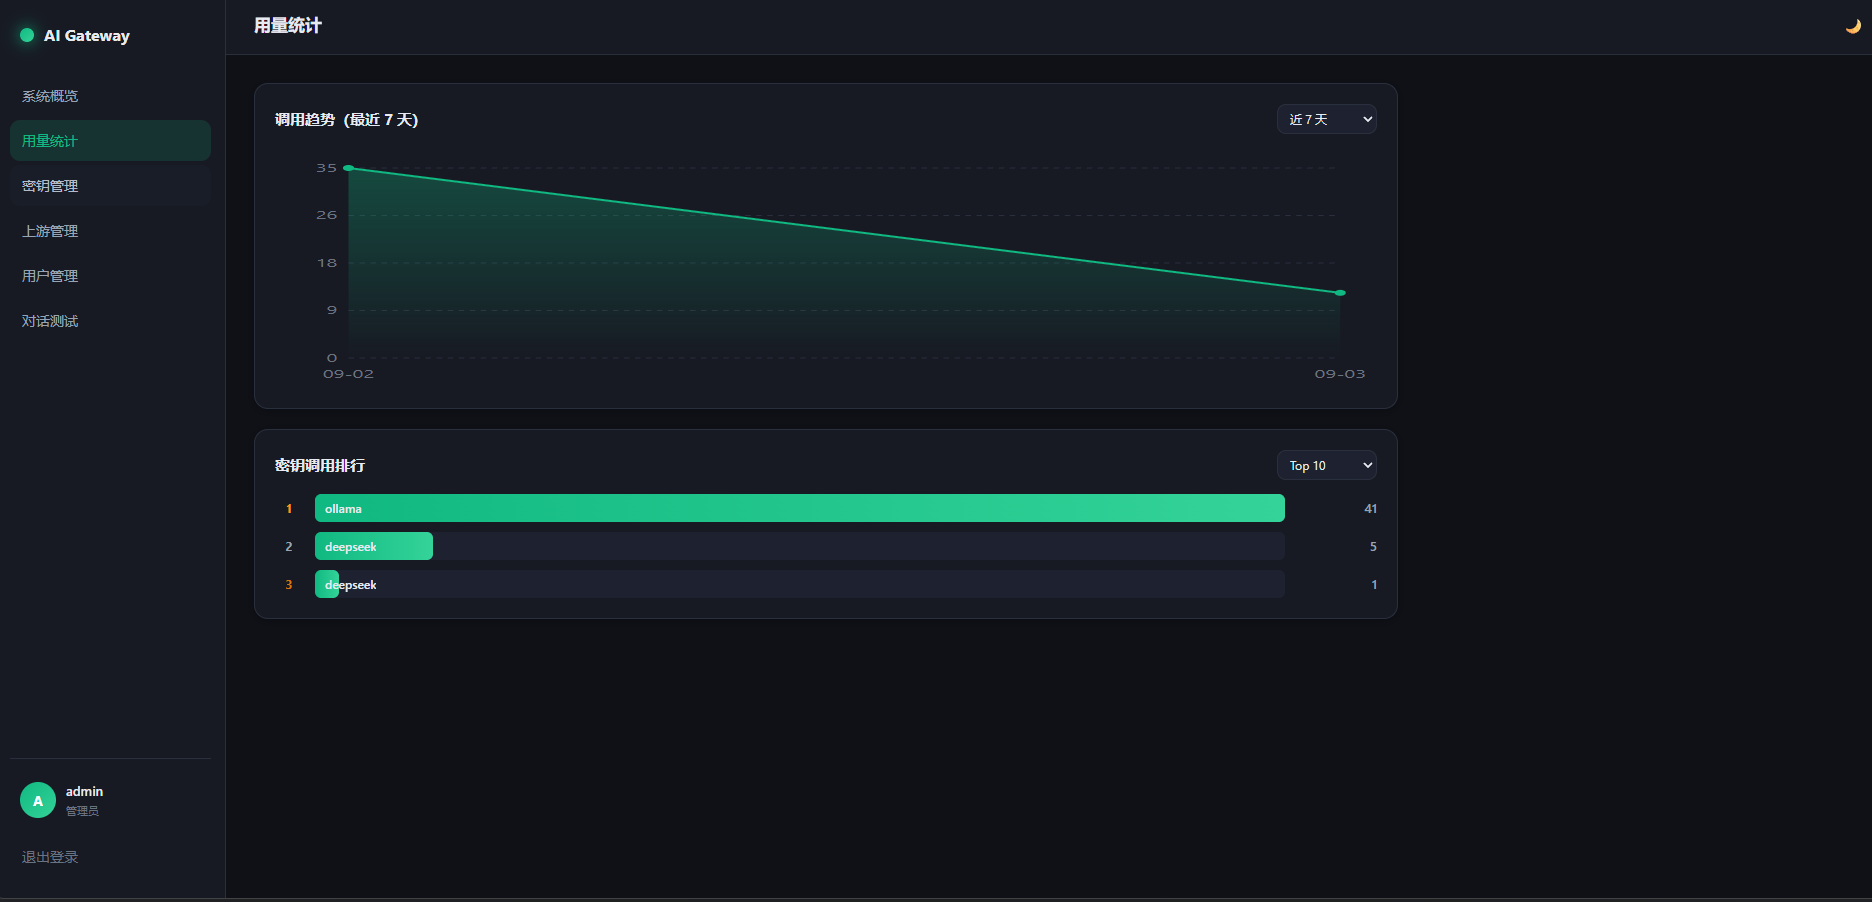 AI Gateway
系统概览
用量统计
密钥管理
上游管理
用户管理
对话测试
A
admin
管理员
退出登录
用量统计
调用趋势 (最近 7 天)
近 7 天
35
26
18
9
0
09-02
09-03
密钥调用排行
Top 10
1 ollama 41
2 deepseek 5
3 deepseek 1